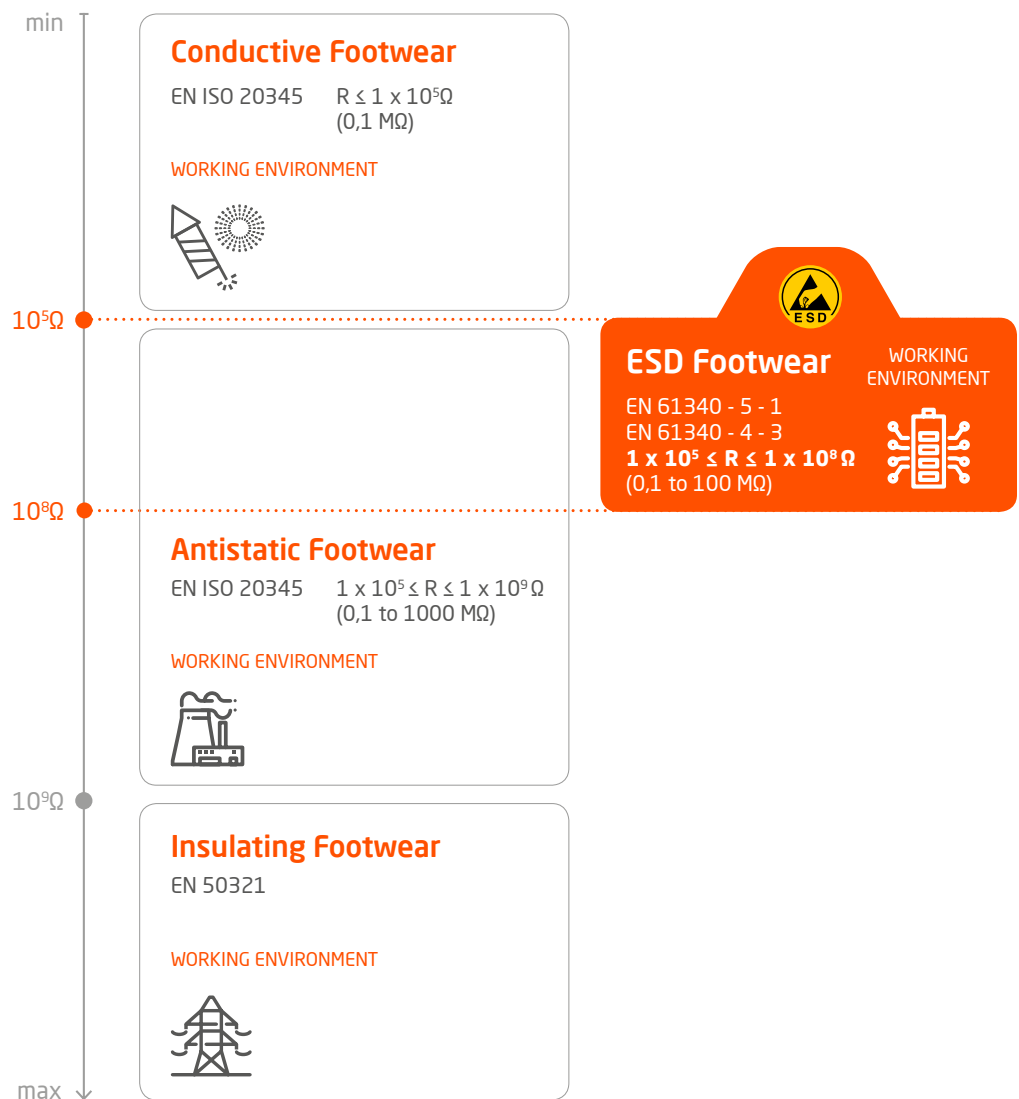 min
Conductive Footwear
EN ISO 20345 R ≤ 1 x 10⁵Ω
(0,1 MΩ)
WORKING ENVIRONMENT
10⁵Ω
ESD
ESD Footwear
WORKING
ENVIRONMENT
EN 61340 - 5 - 1
EN 61340 - 4 - 3
1 x 10⁵ ≤ R ≤ 1 x 10⁸ Ω
(0,1 to 100 MΩ)
10⁸Ω
Antistatic Footwear
EN ISO 20345 1 x 10⁵ ≤ R ≤ 1 x 10⁹ Ω
(0,1 to 1000 MΩ)
WORKING ENVIRONMENT
10⁹Ω
Insulating Footwear
EN 50321
WORKING ENVIRONMENT
max